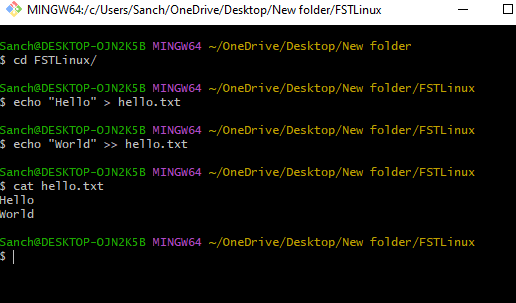 MINGW64:/c/Users/Sanch/OneDrive/Desktop/New folder/FSTLinux
Sanch@DESKTOP-OJN2K5B MINGW64 ~/OneDrive/Desktop/New folder
$ cd FSTLinux/
Sanch@DESKTOP-OJN2K5B MINGW64 ~/OneDrive/Desktop/New folder/FSTLinux
$ echo "Hello" > hello.txt
Sanch@DESKTOP-OJN2K5B MINGW64 ~/OneDrive/Desktop/New folder/FSTLinux
$ echo "World" >> hello.txt
Sanch@DESKTOP-OJN2K5B MINGW64 ~/OneDrive/Desktop/New folder/FSTLinux
$ cat hello.txt
Hello
World
Sanch@DESKTOP-OJN2K5B MINGW64 ~/OneDrive/Desktop/New folder/FSTLinux
$